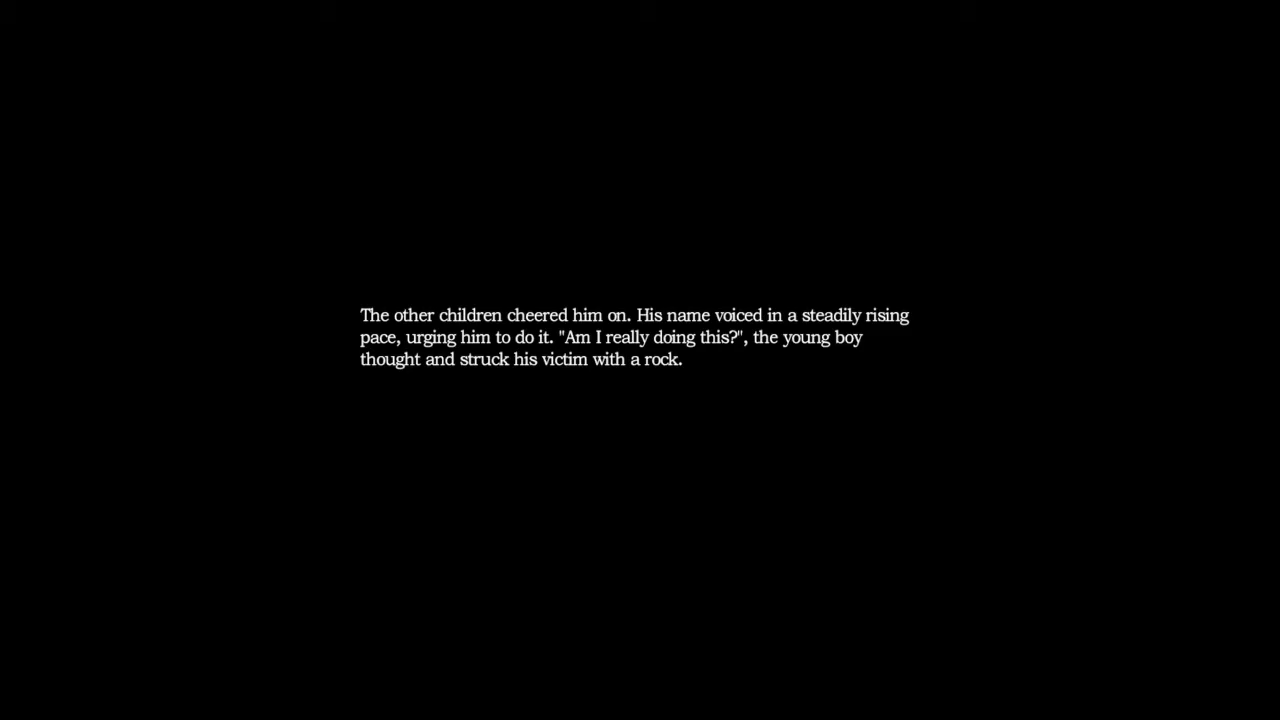 The other children cheered him on. His name voiced in a steadily rising
pace, urging him to do it. "Am I really doing this?", the young boy
thought and struck his victim with a rock.